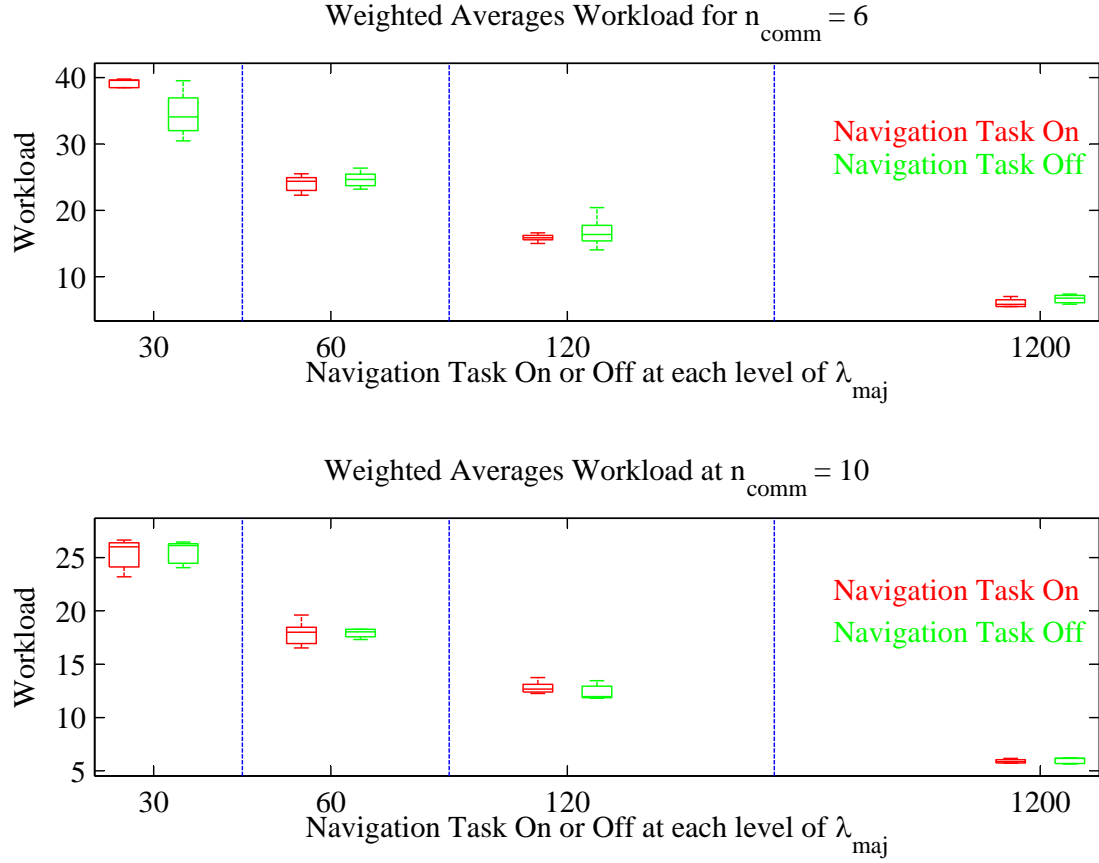 Weighted Averages Workload for n_comm = 6
40
30
20
10
Workload
Navigation Task On
Navigation Task Off
30 60 120 1200
Navigation Task On or Off at each level of λ_maj
Weighted Averages Workload at n_comm = 10
25
20
15
10
5
Workload
Navigation Task On
Navigation Task Off
30 60 120 1200
Navigation Task On or Off at each level of λ_maj